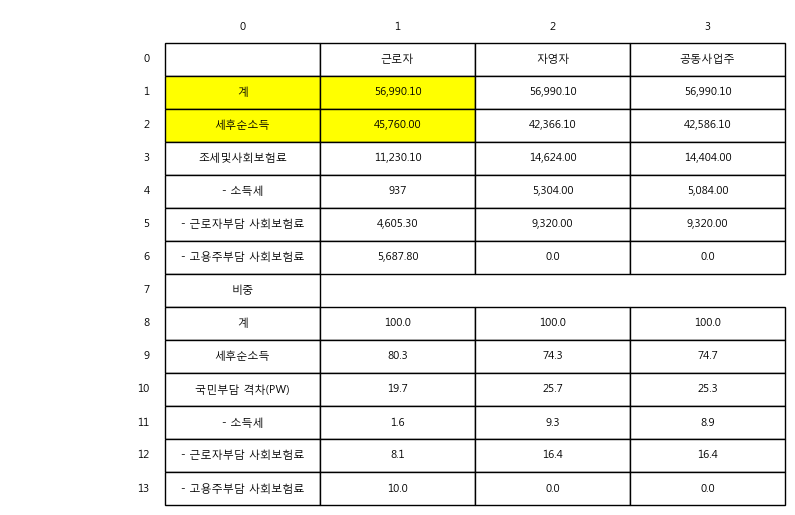 0 1 2 3
0 근로자 자영자 공동사업주
1 계 56,990.10 56,990.10 56,990.10
2 세후순소득 45,760.00 42,366.10 42,586.10
3 조세및사회보험료 11,230.10 14,624.00 14,404.00
4 - 소득세 937 5,304.00 5,084.00
5 - 근로자부담 사회보험료 4,605.30 9,320.00 9,320.00
6 - 고용주부담 사회보험료 5,687.80 0.0 0.0
7 비중
8 계 100.0 100.0 100.0
9 세후순소득 80.3 74.3 74.7
10 국민부담 격차(PW) 19.7 25.7 25.3
11 - 소득세 1.6 9.3 8.9
12 - 근로자부담 사회보험료 8.1 16.4 16.4
13 - 고용주부담 사회보험료 10.0 0.0 0.0